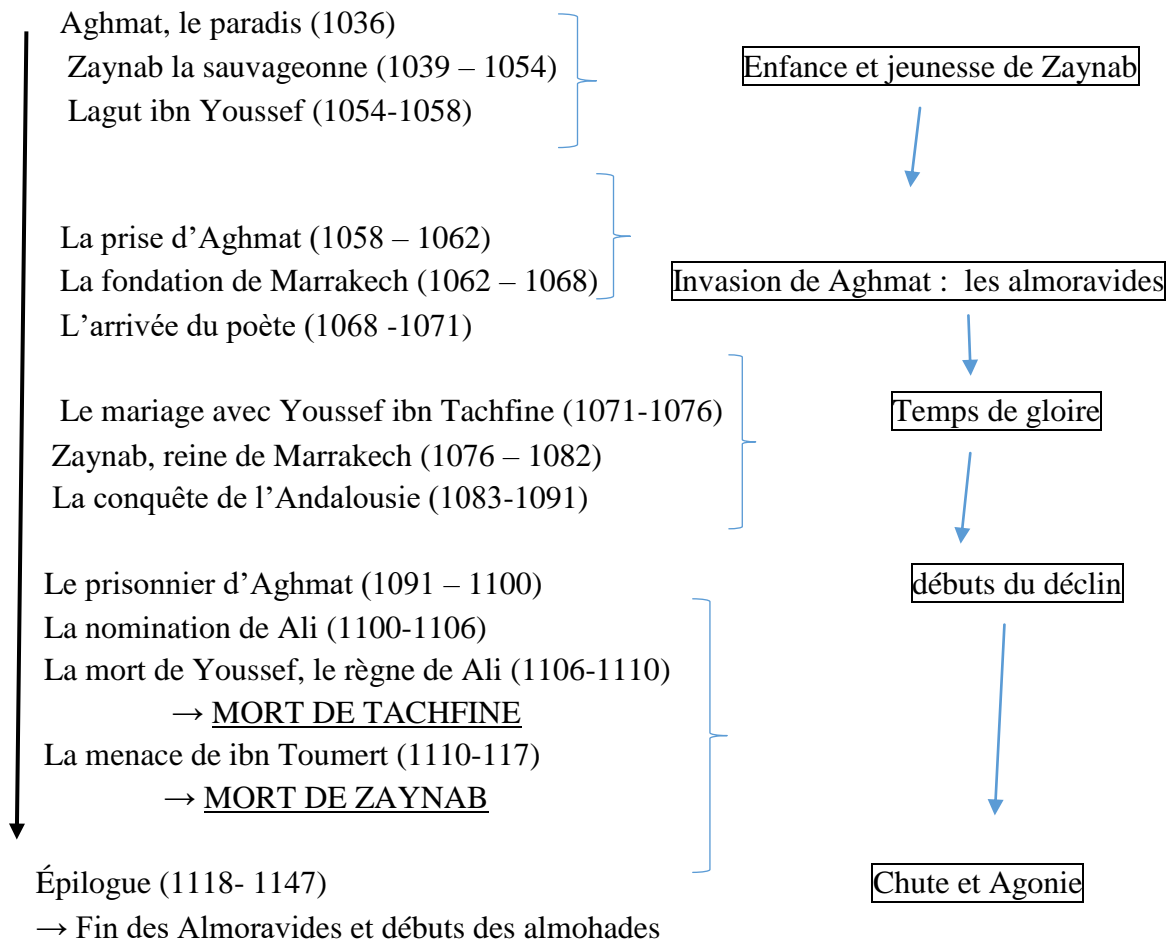 Aghmat, le paradis (1036)
Zaynab la sauvageonne (1039 – 1054)
Enfance et jeunesse de Zaynab
Lagut ibn Youssef (1054-1058)
La prise d’Aghmat (1058 – 1062)
La fondation de Marrakech (1062 – 1068)
Invasion de Aghmat : les almoravides
L’arrivée du poète (1068 -1071)
Le mariage avec Youssef ibn Tachfine (1071-1076)
Temps de gloire
Zaynab, reine de Marrakech (1076 – 1082)
La conquête de l’Andalousie (1083-1091)
Le prisonnier d’Aghmat (1091 – 1100)
débuts du déclin
La nomination de Ali (1100-1106)
La mort de Youssef, le règne de Ali (1106-1110)
→ MORT DE TACHFINE
La menace de ibn Toumert (1110-117)
→ MORT DE ZAYNAB
Épilogue (1118- 1147)
Chute et Agonie
→ Fin des Almoravides et débuts des almohades